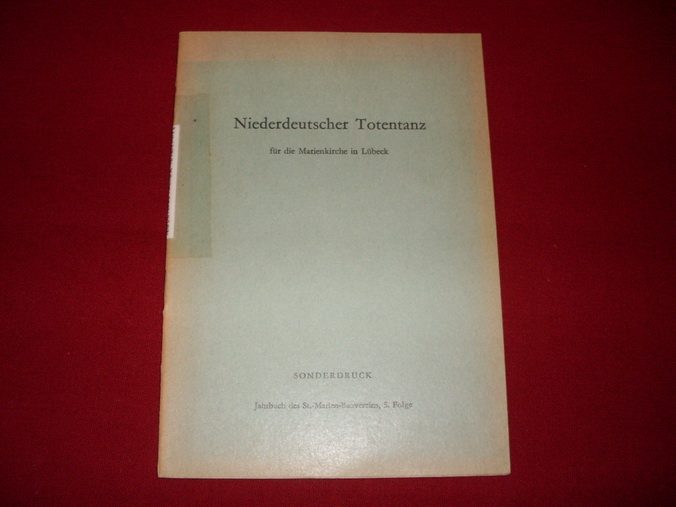 Niederdeutscher Totentanz
für die Marienkirche in Lübeck
SONDERDRUCK
Jahrbuch des St.-Marien-Bauvereins, 5. Folge